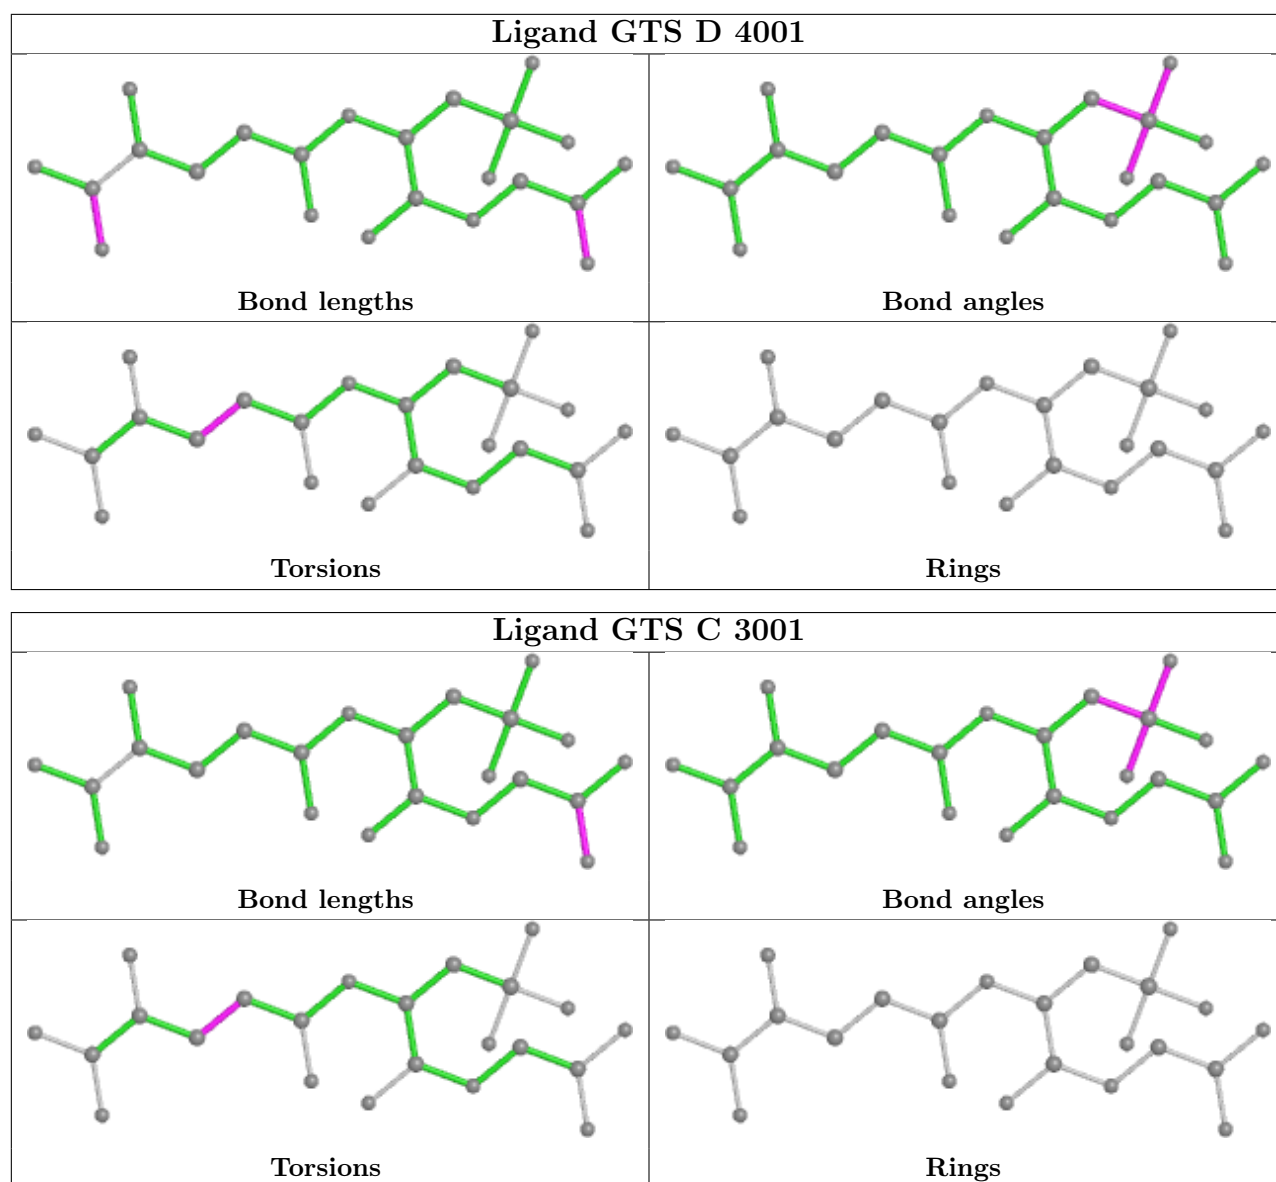 Ligand GTS D 4001
Bond lengths
Bond angles
Torsions
Rings
Ligand GTS C 3001
Bond lengths
Bond angles
Torsions
Rings